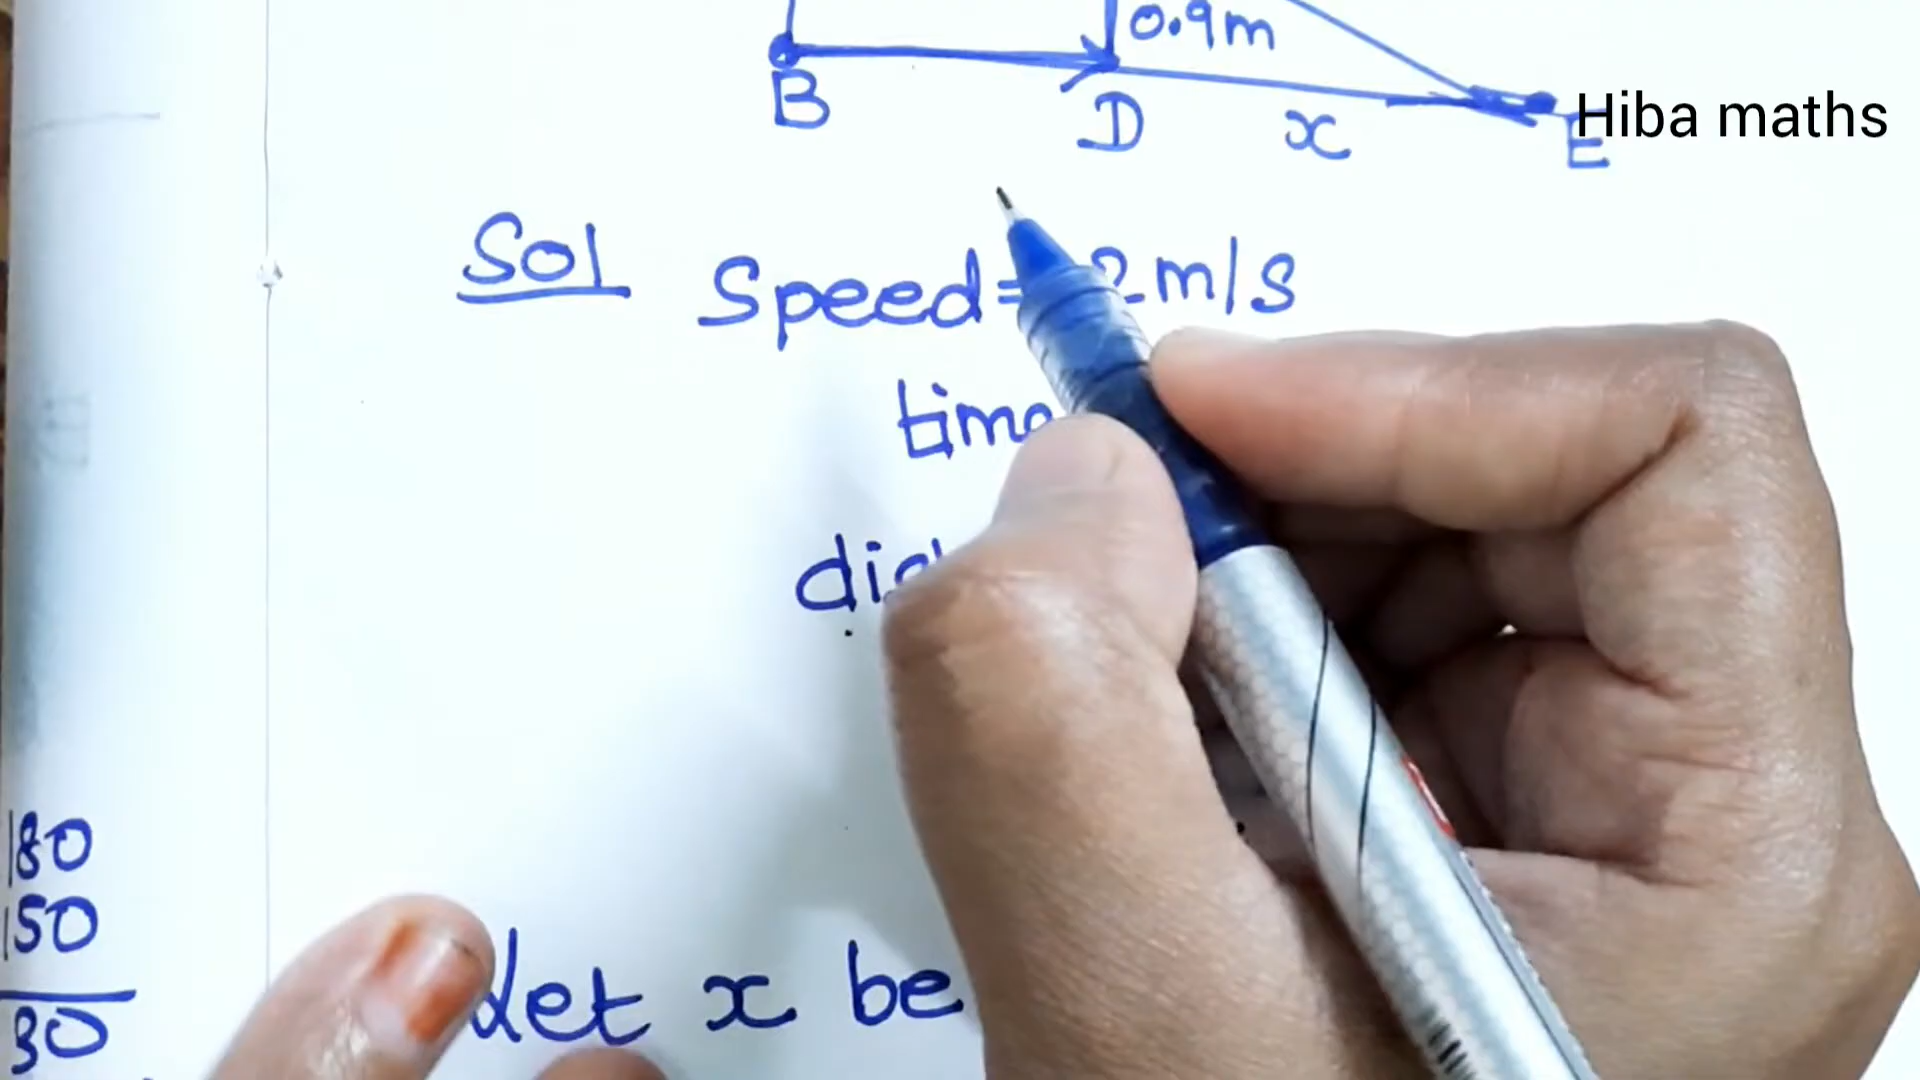 0.9m
B
D
x
E
Hiba maths
Sol
Speed=
m/s
180
150
30
Let x be